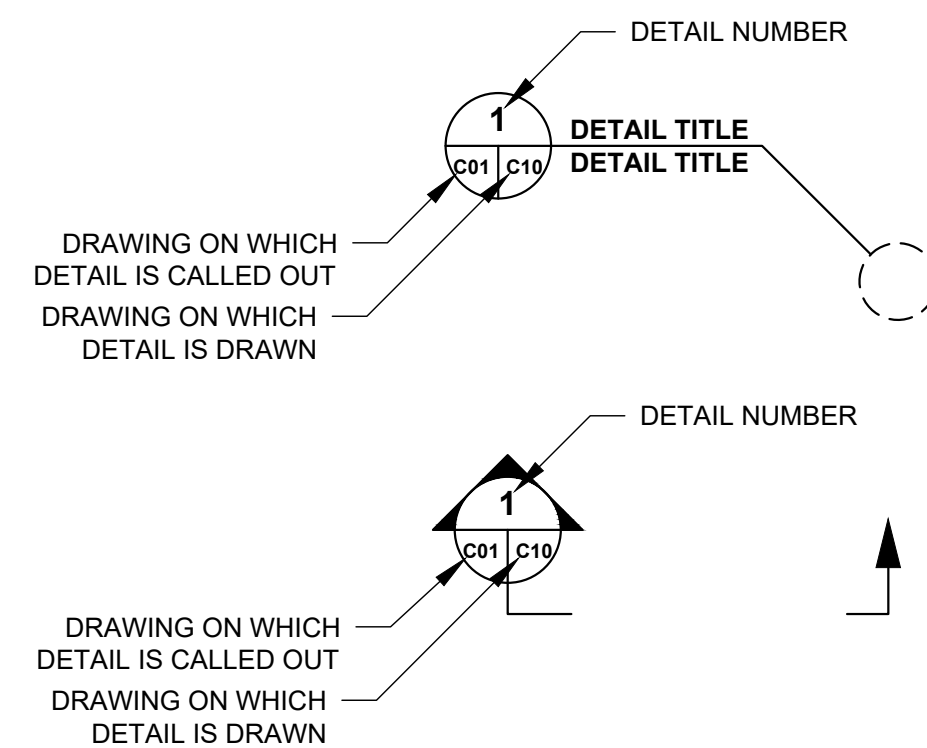 DETAIL NUMBER
1
DETAIL TITLE
DETAIL TITLE
C01 C10
DRAWING ON WHICH
DETAIL IS CALLED OUT
DRAWING ON WHICH
DETAIL IS DRAWN
DETAIL NUMBER
1
C01 C10
DRAWING ON WHICH
DETAIL IS CALLED OUT
DRAWING ON WHICH
DETAIL IS DRAWN